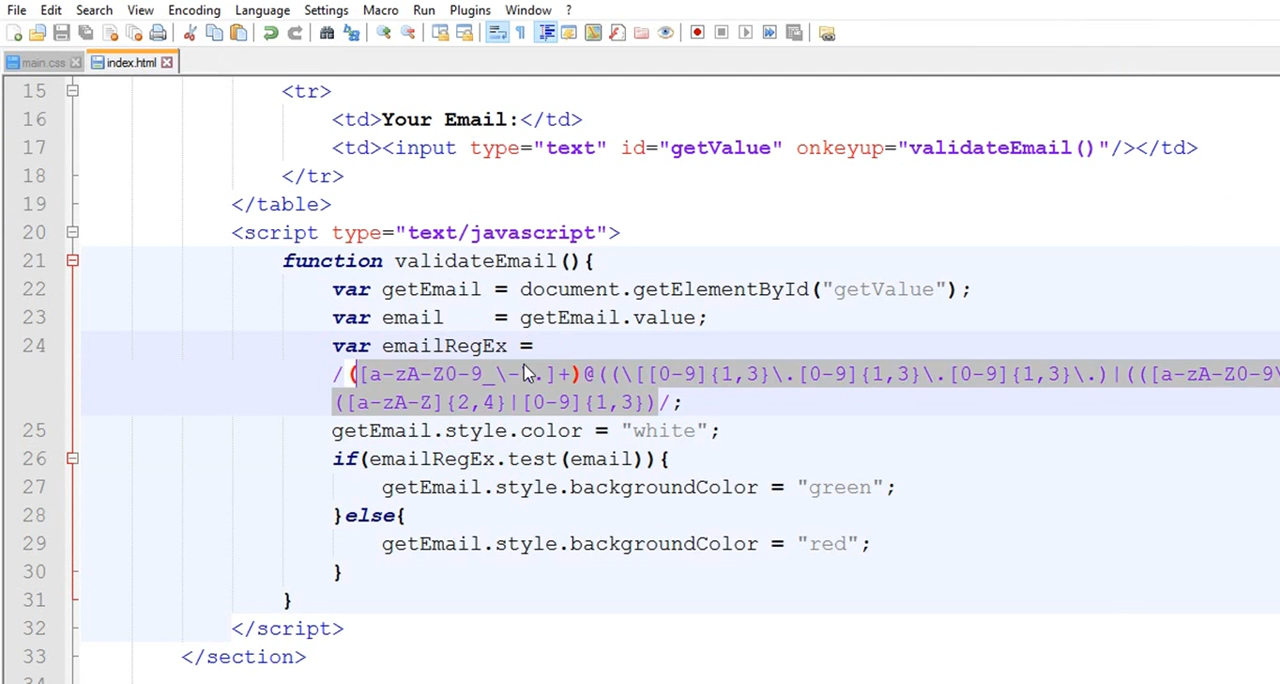 File Edit Search View Encoding Language Settings Macro Run Plugins Window ?
main.css index.html
15 <tr>
16 <td>Your Email:</td>
17 <td><input type="text" id="getValue" onkeyup="validateEmail()"/></td>
18 </tr>
19 </table>
20 <script type="text/javascript">
21 function validateEmail(){
22 var getEmail = document.getElementById("getValue");
23 var email = getEmail.value;
24 var emailRegEx =
/([a-zA-Z0-9_\-\.]+)@((\[[0-9]{1,3}\.[0-9]{1,3}\.[0-9]{1,3}\.)|(([a-zA-Z0-9\
([a-zA-Z]{2,4}|[0-9]{1,3})/;
25 getEmail.style.color = "white";
26 if(emailRegEx.test(email)){
27 getEmail.style.backgroundColor = "green";
28 }else{
29 getEmail.style.backgroundColor = "red";
30 }
31 }
32 </script>
33 </section>
34